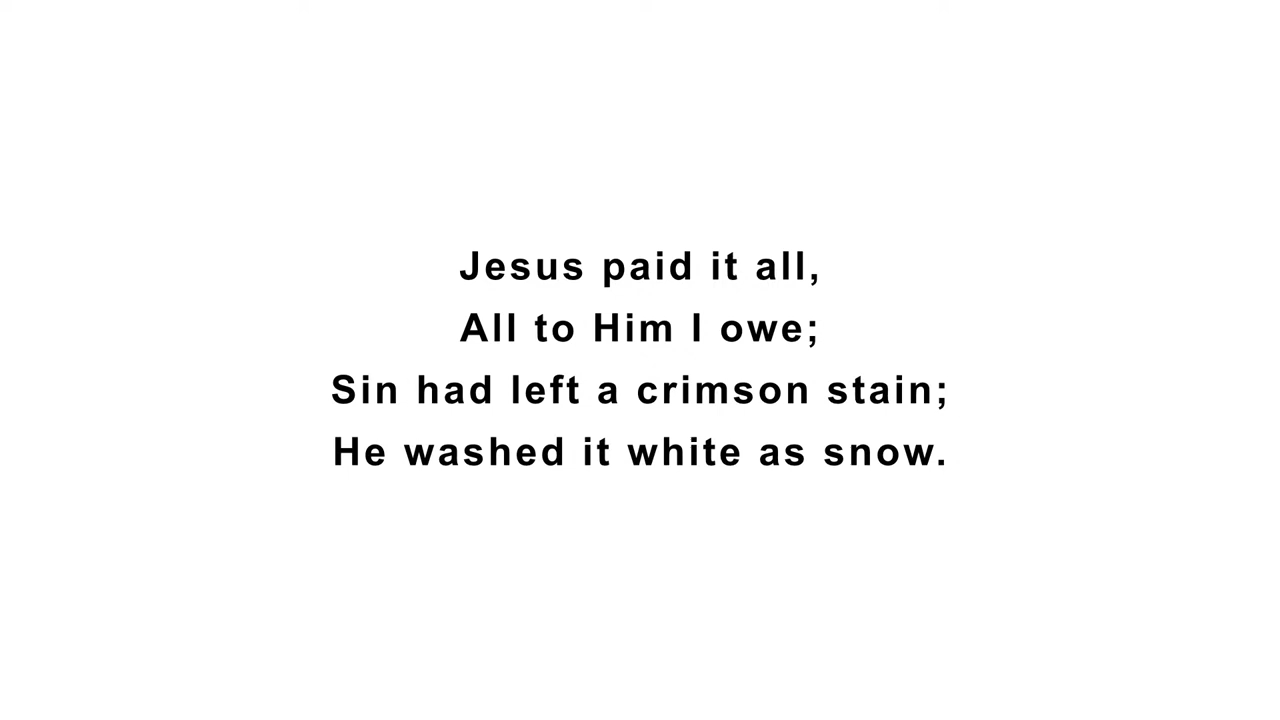 Jesus paid it all,
All to Him I owe;
Sin had left a crimson stain;
He washed it white as snow.